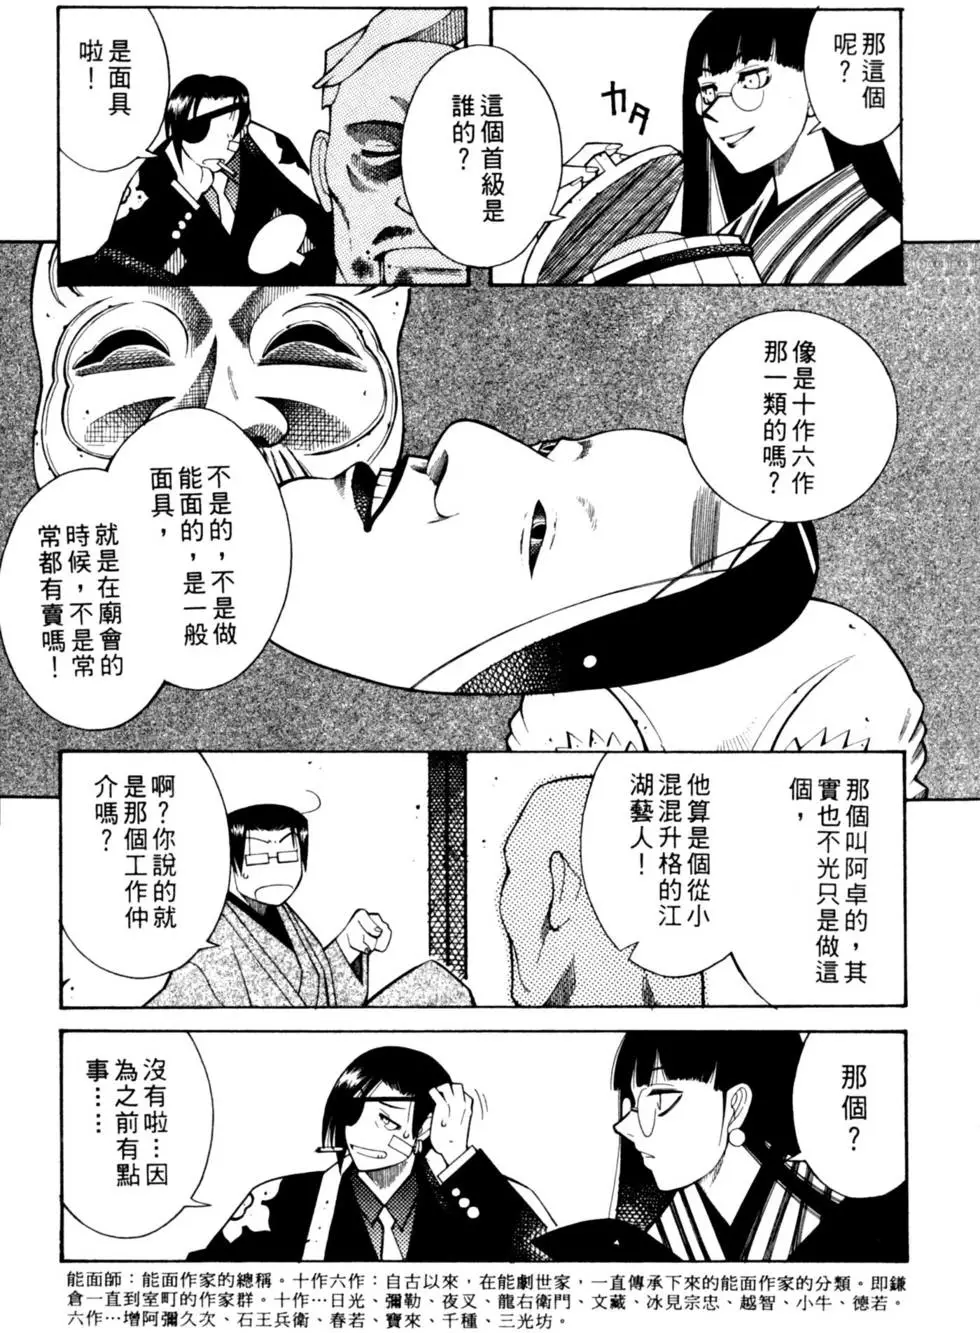 那這個
呢？
カタ
這個首級是
誰的？
是面具
啦！
像是十作六作
那一類的嗎？
不是的，不是做
能面的，是一般
面具，
就是在廟會的
時候，不是常
常都有賣嗎！
那個叫阿卓的，其
實也不光只是做這
個，
他算是個從小
混混升格的江
湖藝人！
啊？你說的就
是那個工作仲
介嗎？
那個？
沒有啦…因
為之前有點
事……
能面師：能面作家的總稱。十作六作：自古以來，在能劇世家，一直傳承下來的能面作家的分類。即鎌
倉一直到室町的作家群。十作…日光、彌勒、夜叉、龍右衛門、文藏、冰見宗忠、越智、小牛、德若。
六作…增阿彌久次、石王兵衛、春若、寶來、千種、三光坊。